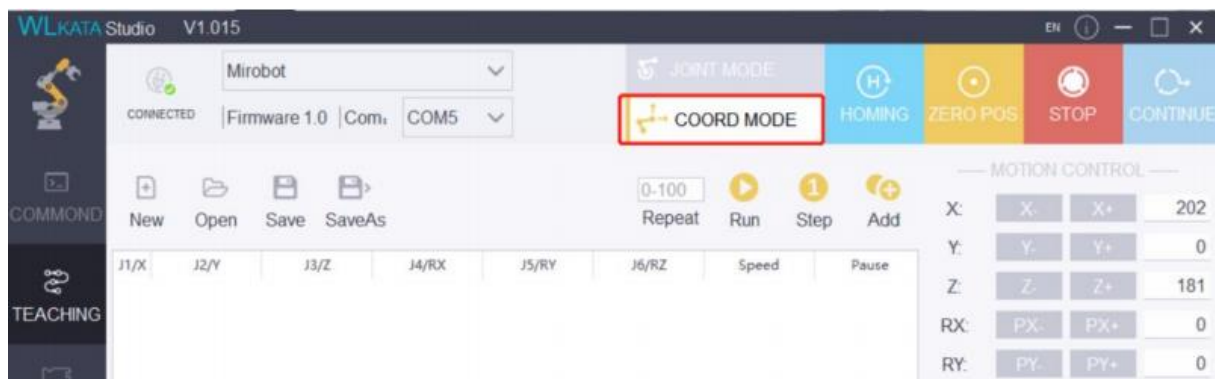 WLKATA Studio V1.015 EN
Mirobot
JOINT MODE
CONNECTED
Firmware 1.0 Com: COM5
COORD MODE
HOMING
ZERO POS
STOP
CONTINUE
COMMOND
New Open Save SaveAs
0-100
Repeat
1
Run Step Add
TEACHING
J1/X J2/Y J3/Z J4/RX J5/RY J6/RZ Speed Pause
MOTION CONTROL
X: X- X+ 202
Y: Y- Y+ 0
Z: Z- Z+ 181
RX: PX- PX+ 0
RY: PY- PY+ 0